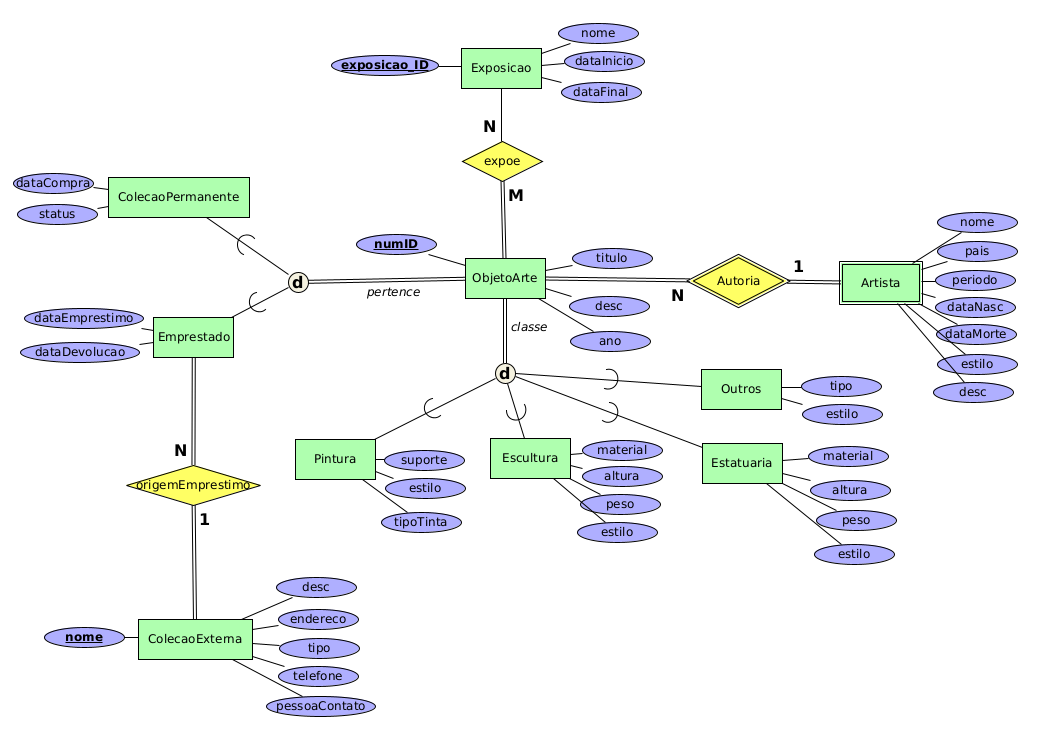 nome
exposicao_ID
Exposicao
dataInicio
dataFinal
N
expoe
M
dataCompra
ColecaoPermanente
status
numID
titulo
ObjetoArte
d
pertence
desc
ano
N
Autoria
1
Artista
nome
pais
periodo
dataNasc
dataMorte
estilo
desc
dataEmprestimo
Emprestado
dataDevolucao
classe
d
Outros
tipo
estilo
Pintura
suporte
estilo
tipoTinta
Escultura
material
altura
peso
estilo
Estatuaria
material
altura
peso
estilo
N
origemEmprestimo
1
desc
endereco
nome
ColecaoExterna
tipo
telefone
pessoaContato